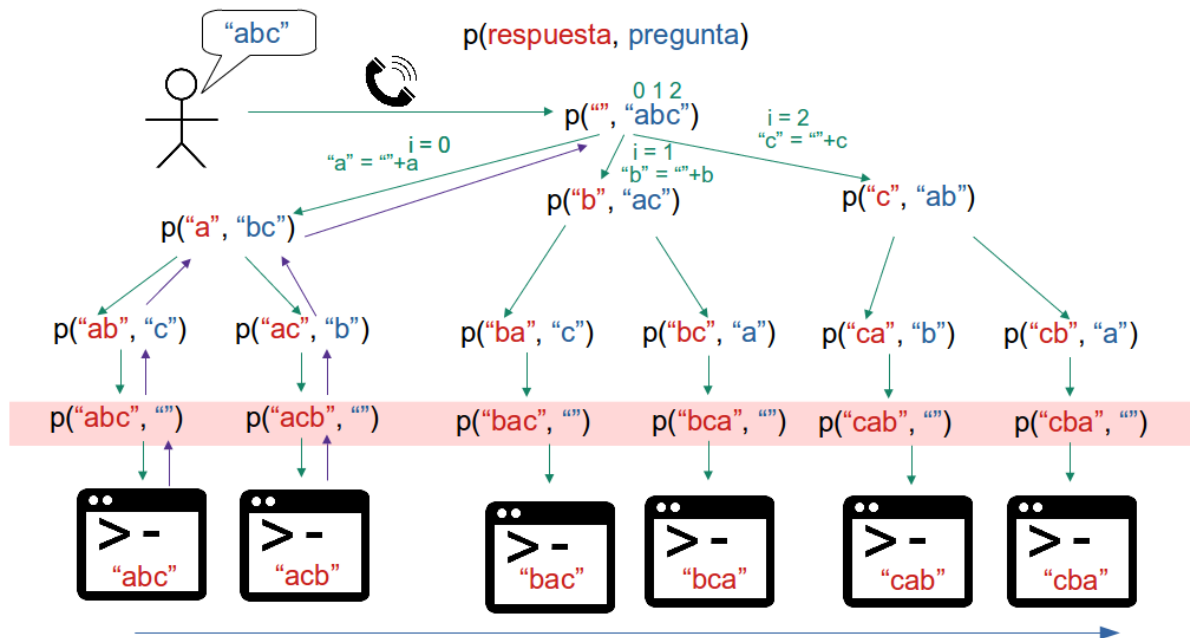 “abc”
p(respuesta, pregunta)
0 1 2
p(“”, “abc”)
i = 0
“a” = “”+a
i = 1
“b” = “”+b
i = 2
“c” = “”+c
p(“a”, “bc”)
p(“b”, “ac”)
p(“c”, “ab”)
p(“ab”, “c”)
p(“ac”, “b”)
p(“ba”, “c”)
p(“bc”, “a”)
p(“ca”, “b”)
p(“cb”, “a”)
p(“abc”, “”)
p(“acb”, “”)
p(“bac”, “”)
p(“bca”, “”)
p(“cab”, “”)
p(“cba”, “”)
>-
“abc”
>-
“acb”
>-
“bac”
>-
“bca”
>-
“cab”
>-
“cba”